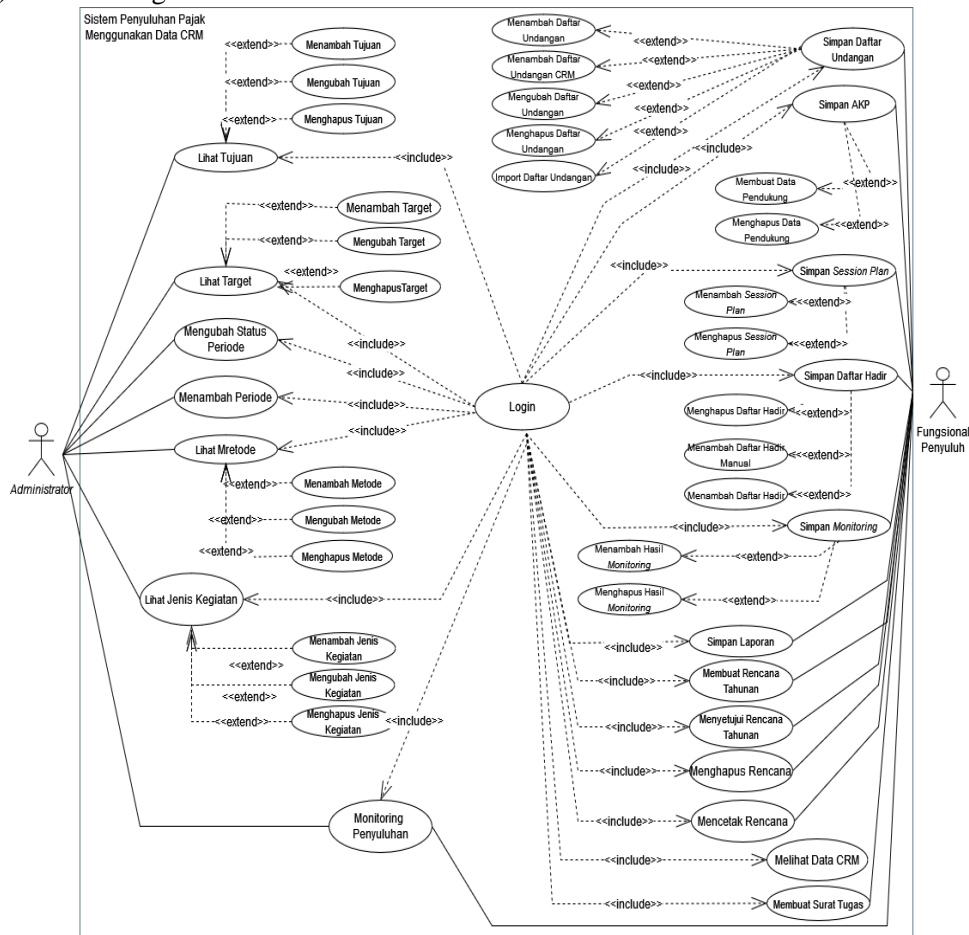 Sistem Penyuluhan Pajak
Menggunakan Data CRM
<<extend>>
Menambah Tujuan
<<extend>>
Mengubah Tujuan
<<extend>>
Menghapus Tujuan
Lihat Tujuan
<<include>>
<<extend>>
Menambah Target
<<extend>>
Mengubah Target
<<extend>>
MenghapusTarget
Lihat Target
<<include>>
Mengubah Status
Periode
<<include>>
Menambah Periode
<<include>>
Lihat Mretode
<<include>>
<<extend>>
Menambah Metode
<<extend>>
Mengubah Metode
<<extend>>
Menghapus Metode
Lihat Jenis Kegiatan
<<include>>
Menambah Jenis
Kegiatan
<<extend>>
Mengubah Jenis
Kegiatan
<<extend>>
Menghapus Jenis
Kegiatan
<<extend>>
<<include>>
Monitoring
Penyuluhan
Administrator
Login
Menambah Daftar
Undangan
<<extend>>
Menambah Daftar
Undangan CRM
<<extend>>
Mengubah Daftar
Undangan
<<extend>>
Menghapus Daftar
Undangan
<<extend>>
Import Daftar Undangan
Simpan Daftar
Undangan
<<include>>
Simpan AKP
<<include>>
Membuat Data
Pendukung
<<extend>>
Menghapus Data
Pendukung
<<extend>>
<<include>>
Simpan Session Plan
Menambah Session
Plan
<<extend>>
Menghapus Session
Plan
<<extend>>
<<include>>
Simpan Daftar Hadir
Menghapus Daftar Hadir
<<extend>>
Menambah Daftar Hadir
Manual
<<extend>>
Menambah Daftar Hadir
<<extend>>
<<include>>
Simpan Monitoring
Menambah Hasil
Monitoring
<<extend>>
Menghapus Hasil
Monitoring
<<extend>>
<<include>>
Simpan Laporan
<<include>>
Membuat Rencana
Tahunan
<<include>>
Menyetujui Rencana
Tahunan
<<include>>
Menghapus Rencana
<<include>>
Mencetak Rencana
<<include>>
Melihat Data CRM
<<include>>
Membuat Surat Tugas
Fungsional
Penyuluh